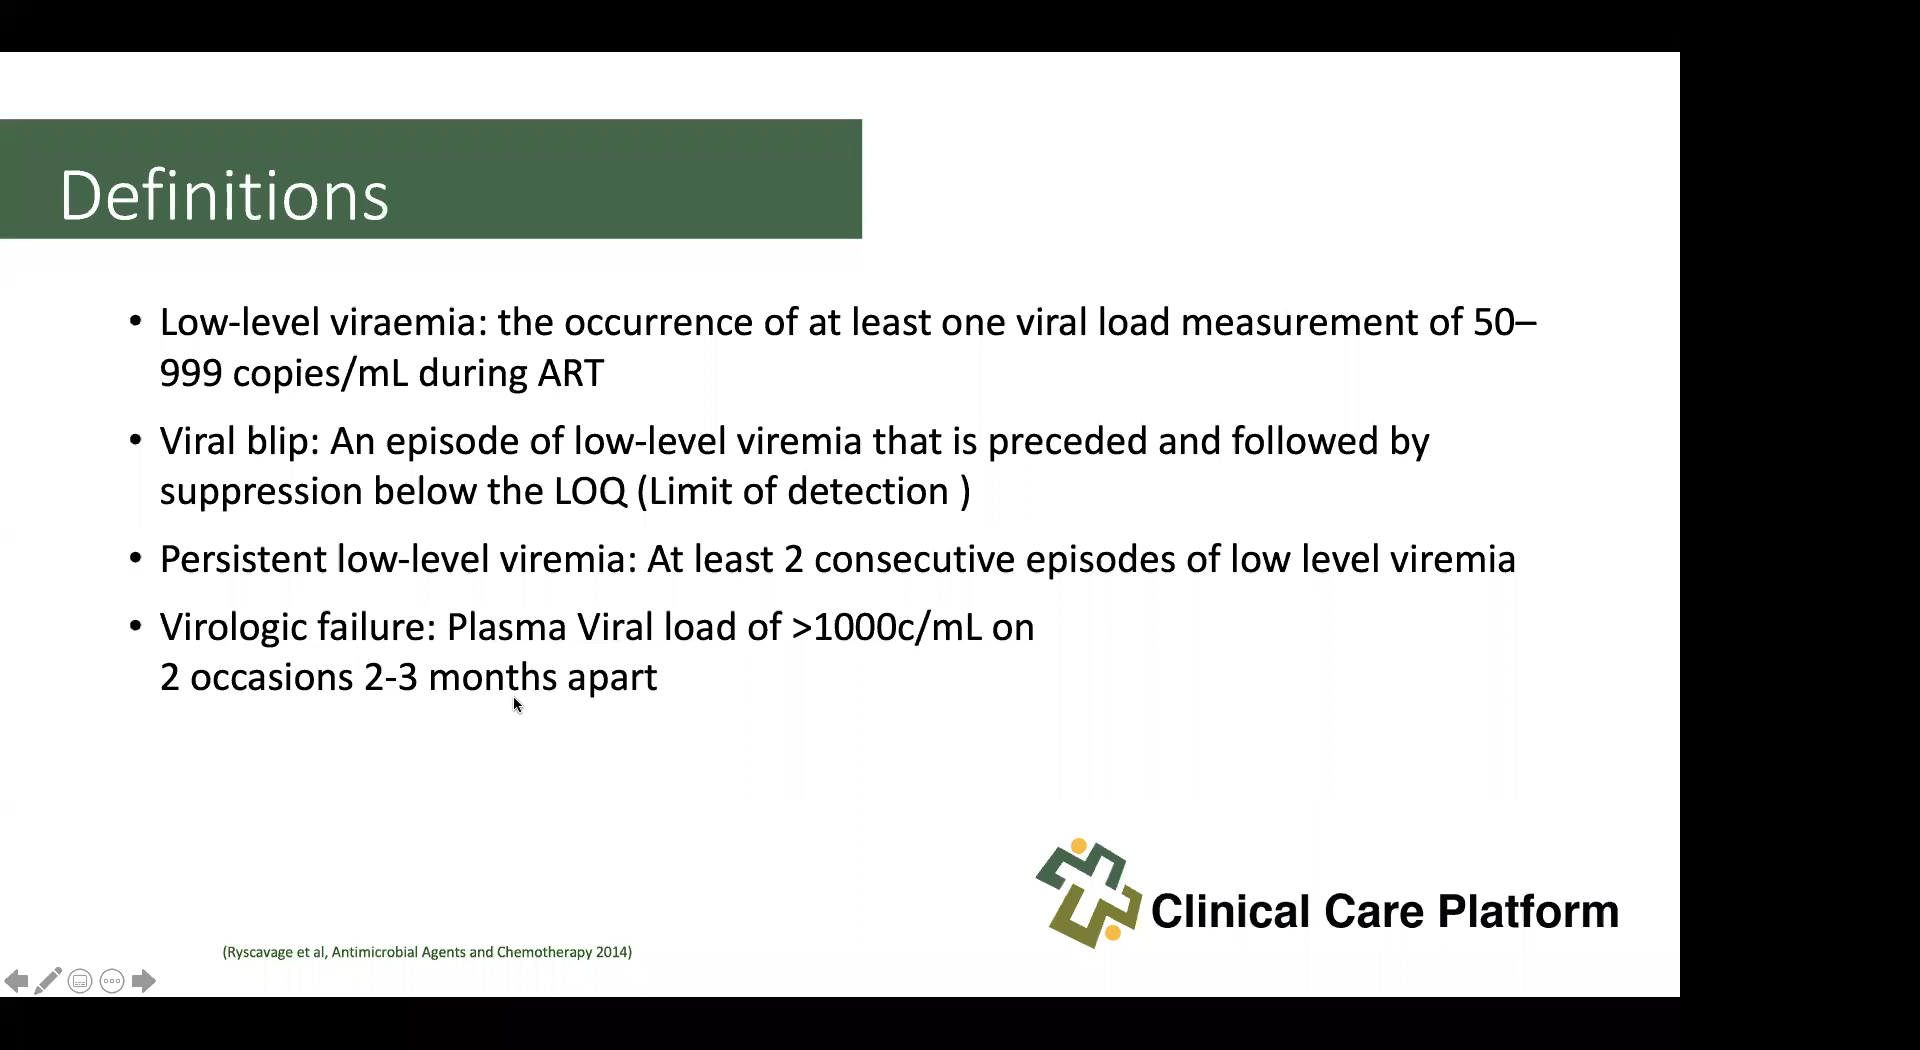 Definitions
• Low-level viraemia: the occurrence of at least one viral load measurement of 50–
999 copies/mL during ART
• Viral blip: An episode of low-level viremia that is preceded and followed by
suppression below the LOQ (Limit of detection )
• Persistent low-level viremia: At least 2 consecutive episodes of low level viremia
• Virologic failure: Plasma Viral load of >1000c/mL on
2 occasions 2-3 months apart
Clinical Care Platform
(Ryscavage et al, Antimicrobial Agents and Chemotherapy 2014)